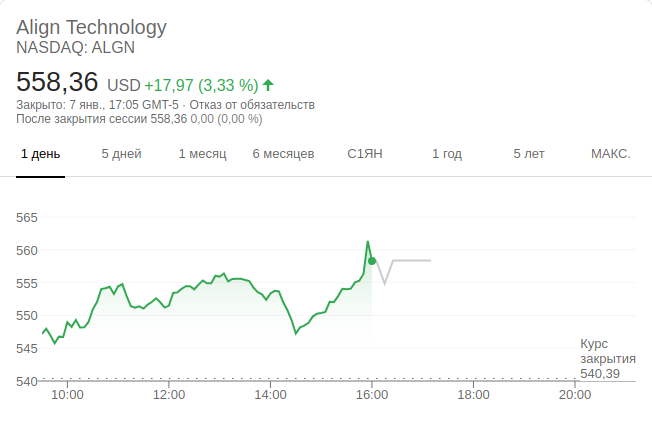 Align Technology
NASDAQ: ALGN
558,36 USD +17,97 (3,33 %)
Закрыто: 7 янв., 17:05 GMT-5 · Отказ от обязательств
После закрытия сессии 558,36 0,00 (0,00 %)
1 день 5 дней 1 месяц 6 месяцев С1ЯН 1 год 5 лет МАКС.
565
560
555
550
545
540
Курс
закрытия
540,39
10:00 12:00 14:00 16:00 18:00 20:00